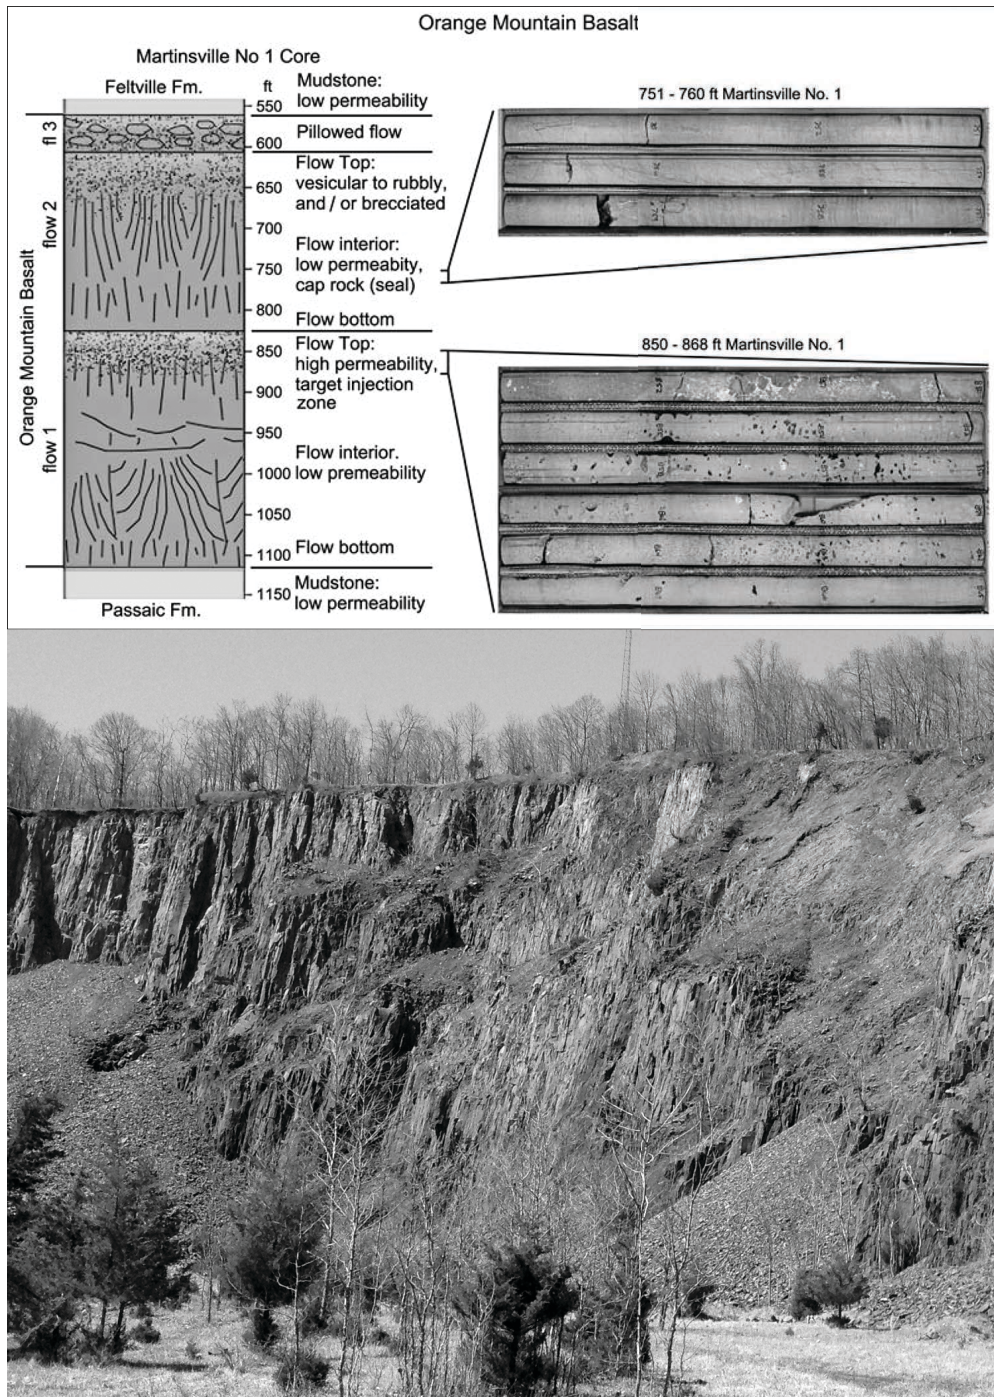 Orange Mountain Basalt
Martinsville No 1 Core
Feltville Fm.
ft
Mudstone:
low permeability
550
fl 3
Pillowed flow
600
Flow Top:
vesicular to rubbly,
and / or brecciated
650
flow 2
700
Flow interior:
low permeabity,
cap rock (seal)
750
800
Flow bottom
Orange Mountain Basalt
850
Flow Top:
high permeability,
target injection
zone
900
flow 1
950
Flow interior.
low premeability
1000
1050
1100
Flow bottom
1150
Mudstone:
low permeability
Passaic Fm.
751 - 760 ft Martinsville No. 1
850 - 868 ft Martinsville No. 1